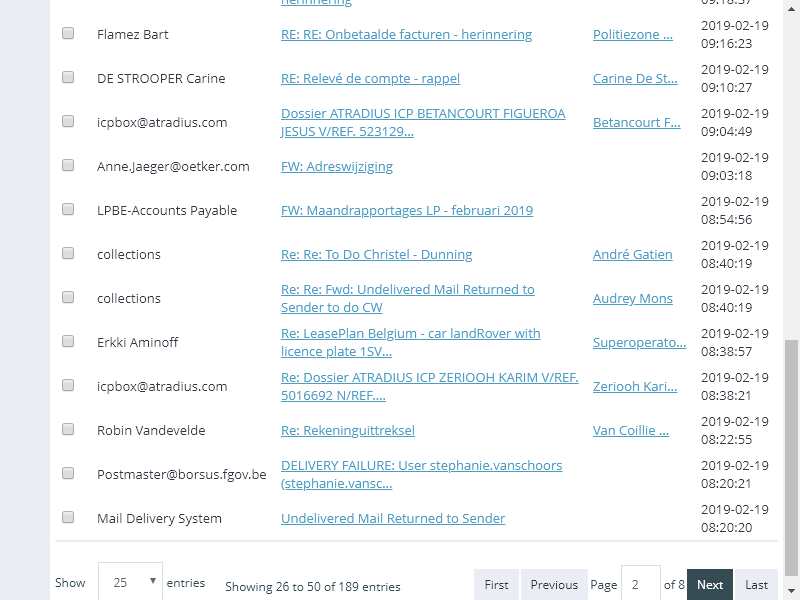 herinnering
09:18:37
Flamez Bart
RE: RE: Onbetaalde facturen - herinnering
Politiezone ...
2019-02-19
09:16:23
DE STROOPER Carine
RE: Relevé de compte - rappel
Carine De St...
2019-02-19
09:10:27
icpbox@atradius.com
Dossier ATRADIUS ICP BETANCOURT FIGUEROA
JESUS V/REF. 523129...
Betancourt F...
2019-02-19
09:04:49
Anne.Jaeger@oetker.com
FW: Adreswijziging
2019-02-19
09:03:18
LPBE-Accounts Payable
FW: Maandrapportages LP - februari 2019
2019-02-19
08:54:56
collections
Re: Re: To Do Christel - Dunning
André Gatien
2019-02-19
08:40:19
collections
Re: Re: Fwd: Undelivered Mail Returned to
Sender to do CW
Audrey Mons
2019-02-19
08:40:19
Erkki Aminoff
Re: LeasePlan Belgium - car landRover with
licence plate 1SV...
Superoperato...
2019-02-19
08:38:57
icpbox@atradius.com
Re: Dossier ATRADIUS ICP ZERIOOH KARIM V/REF.
5016692 N/REF....
Zeriooh Kari...
2019-02-19
08:38:21
Robin Vandevelde
Re: Rekeninguittreksel
Van Coillie ...
2019-02-19
08:22:55
Postmaster@borsus.fgov.be
DELIVERY FAILURE: User stephanie.vanschoors
(stephanie.vansc...
2019-02-19
08:20:21
Mail Delivery System
Undelivered Mail Returned to Sender
2019-02-19
08:20:20
Show 25 entries
Showing 26 to 50 of 189 entries
First Previous Page 2 of 8 Next Last